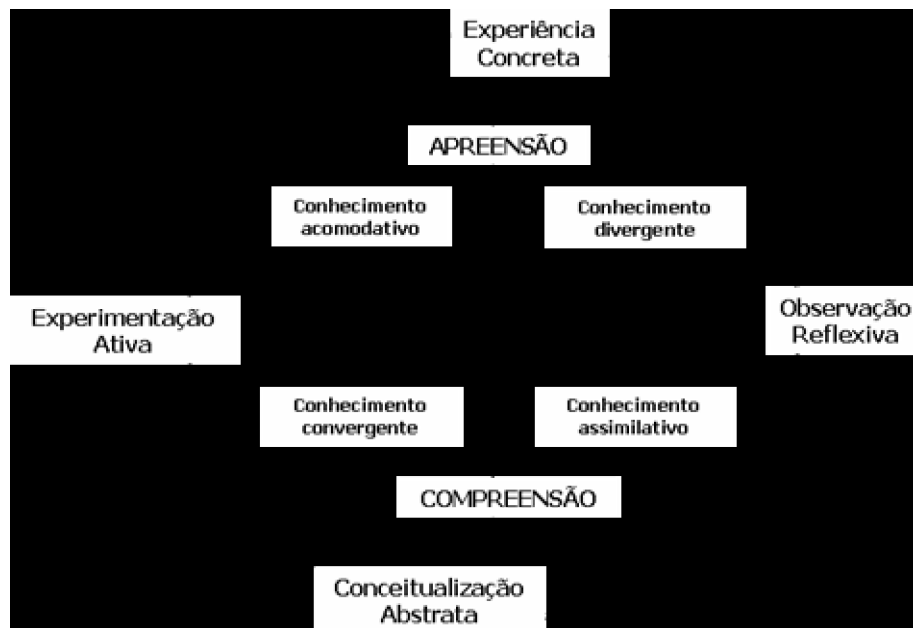 Experiência
Concreta
APREENSÃO
Conhecimento
acomodativo
Conhecimento
divergente
Experimentação
Ativa
Observação
Reflexiva
Conhecimento
convergente
Conhecimento
assimilativo
COMPREENSÃO
Conceitualização
Abstrata